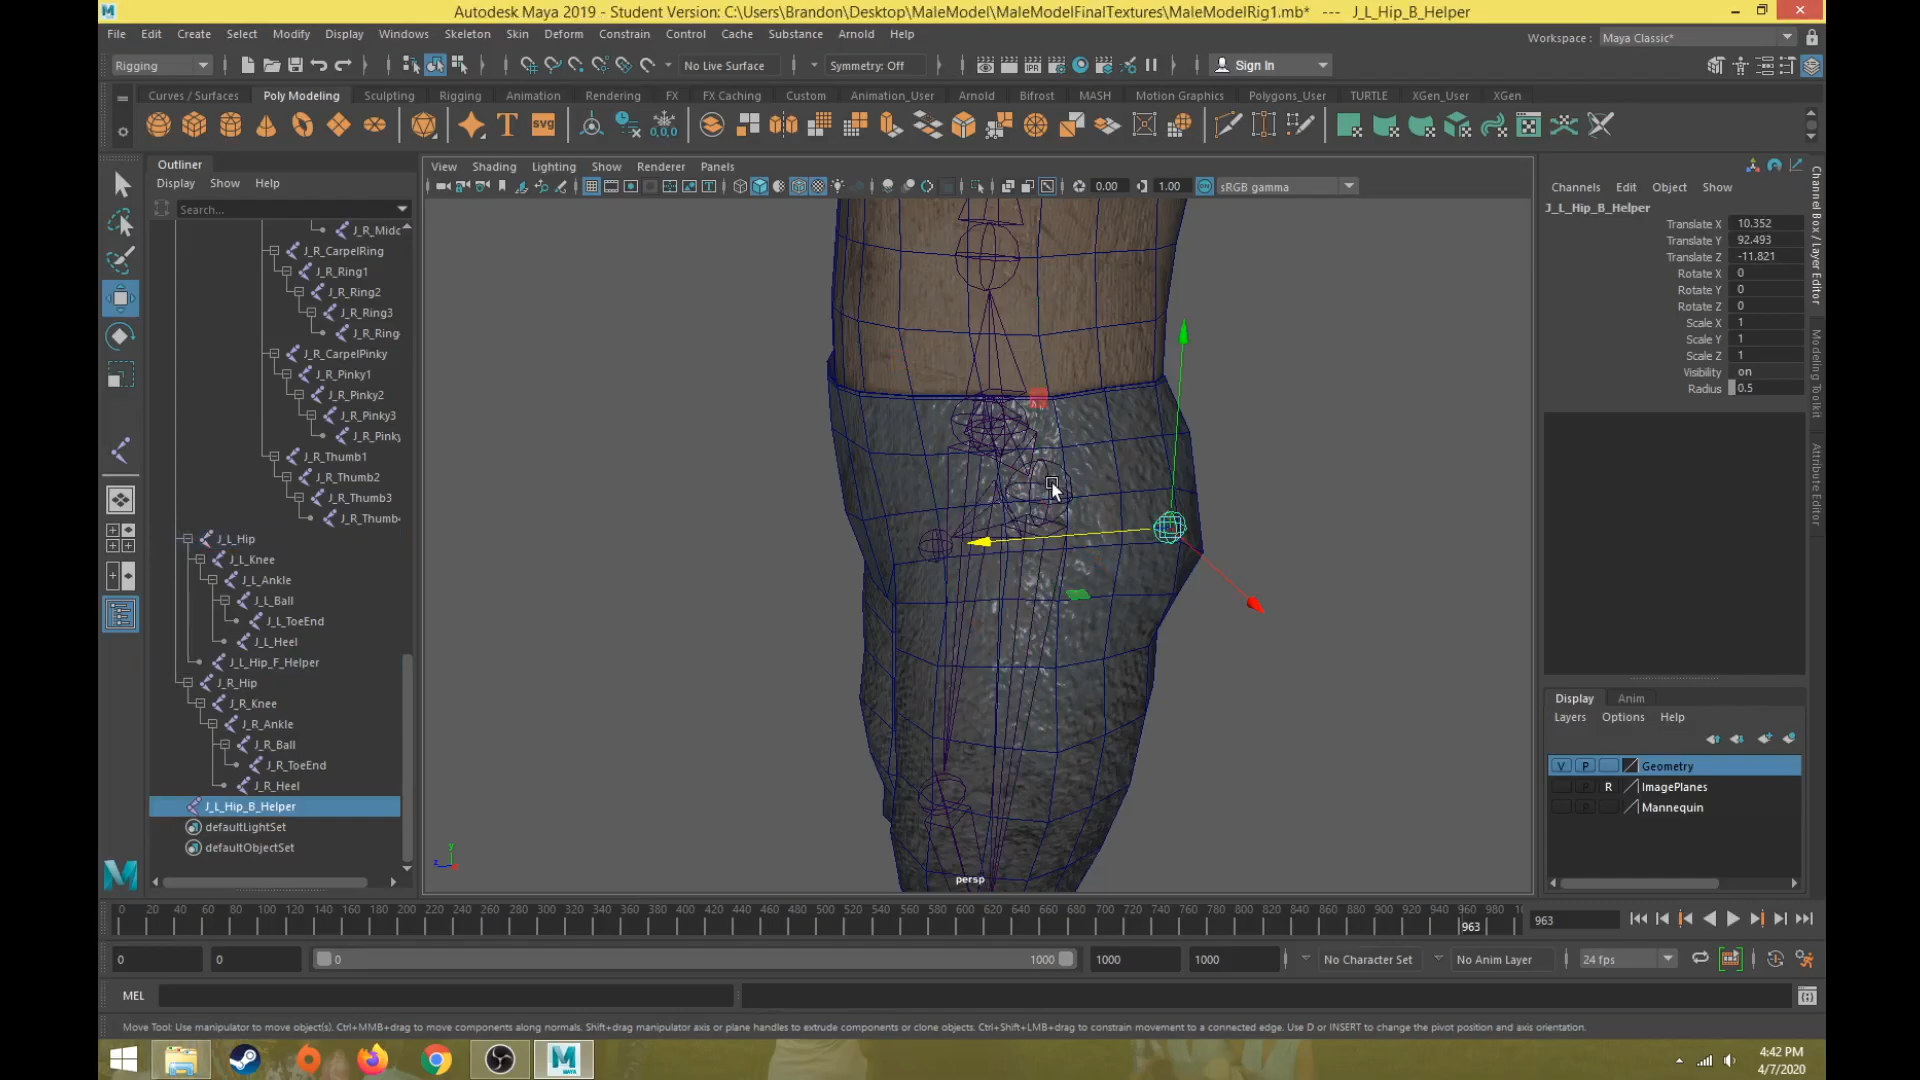 Autodesk Maya 2019 - Student Version: C:\Users\Brandon\Desktop\MaleModel\MaleModelFinalTextures\MaleModelRig1.mb* --- J_L_Hip_B_Helper
File Edit Create Select Modify Display Windows Skeleton Skin Deform Constrain Control Cache Substance Arnold Help
Workspace : Maya Classic*
Rigging
No Live Surface
Symmetry: Off
Sign In
Curves / Surfaces Poly Modeling Sculpting Rigging Animation Rendering FX FX Caching Custom Animation_User Arnold Bifrost MASH Motion Graphics Polygons_User TURTLE XGen_User XGen
T SVG
0,0,0
Outliner
Display Show Help
Search...
J_R_Midc
J_R_CarpelRing
J_R_Ring1
J_R_Ring2
J_R_Ring3
J_R_Ring
J_R_CarpelPinky
J_R_Pinky1
J_R_Pinky2
J_R_Pinky3
J_R_Pinky
J_R_Thumb1
J_R_Thumb2
J_R_Thumb3
J_R_Thumb
J_L_Hip
J_L_Knee
J_L_Ankle
J_L_Ball
J_L_ToeEnd
J_L_Heel
J_L_Hip_F_Helper
J_R_Hip
J_R_Knee
J_R_Ankle
J_R_Ball
J_R_ToeEnd
J_R_Heel
J_L_Hip_B_Helper
defaultLightSet
defaultObjectSet
View Shading Lighting Show Renderer Panels
0.00 1.00 sRGB gamma
y
z
persp
Channels Edit Object Show
J_L_Hip_B_Helper
Translate X 10.352
Translate Y 92.493
Translate Z -11.821
Rotate X 0
Rotate Y 0
Rotate Z 0
Scale X 1
Scale Y 1
Scale Z 1
Visibility on
Radius 0.5
Channel Box / Layer Editor
Modeling Toolkit
Attribute Editor
Display Anim
Layers Options Help
V P Geometry
R ImagePlanes
Mannequin
0 20 40 60 80 100 120 140 160 180 200 220 240 260 280 300 320 340 360 380 400 420 440 460 480 500 520 540 560 580 600 620 640 660 680 700 720 740 760 780 800 820 840 860 880 900 920 940 960 980
963
963
0 0 0 1000 1000 1000
No Character Set
No Anim Layer
24 fps
MEL
Move Tool: Use manipulator to move object(s). Ctrl+MMB+drag to move components along normals. Shift+drag manipulator axis or plane handles to extrude components or clone objects. Ctrl+Shift+LMB+drag to constrain movement to a connected edge. Use D or INSERT to change the pivot position and axis orientation.
4:42 PM
4/7/2020